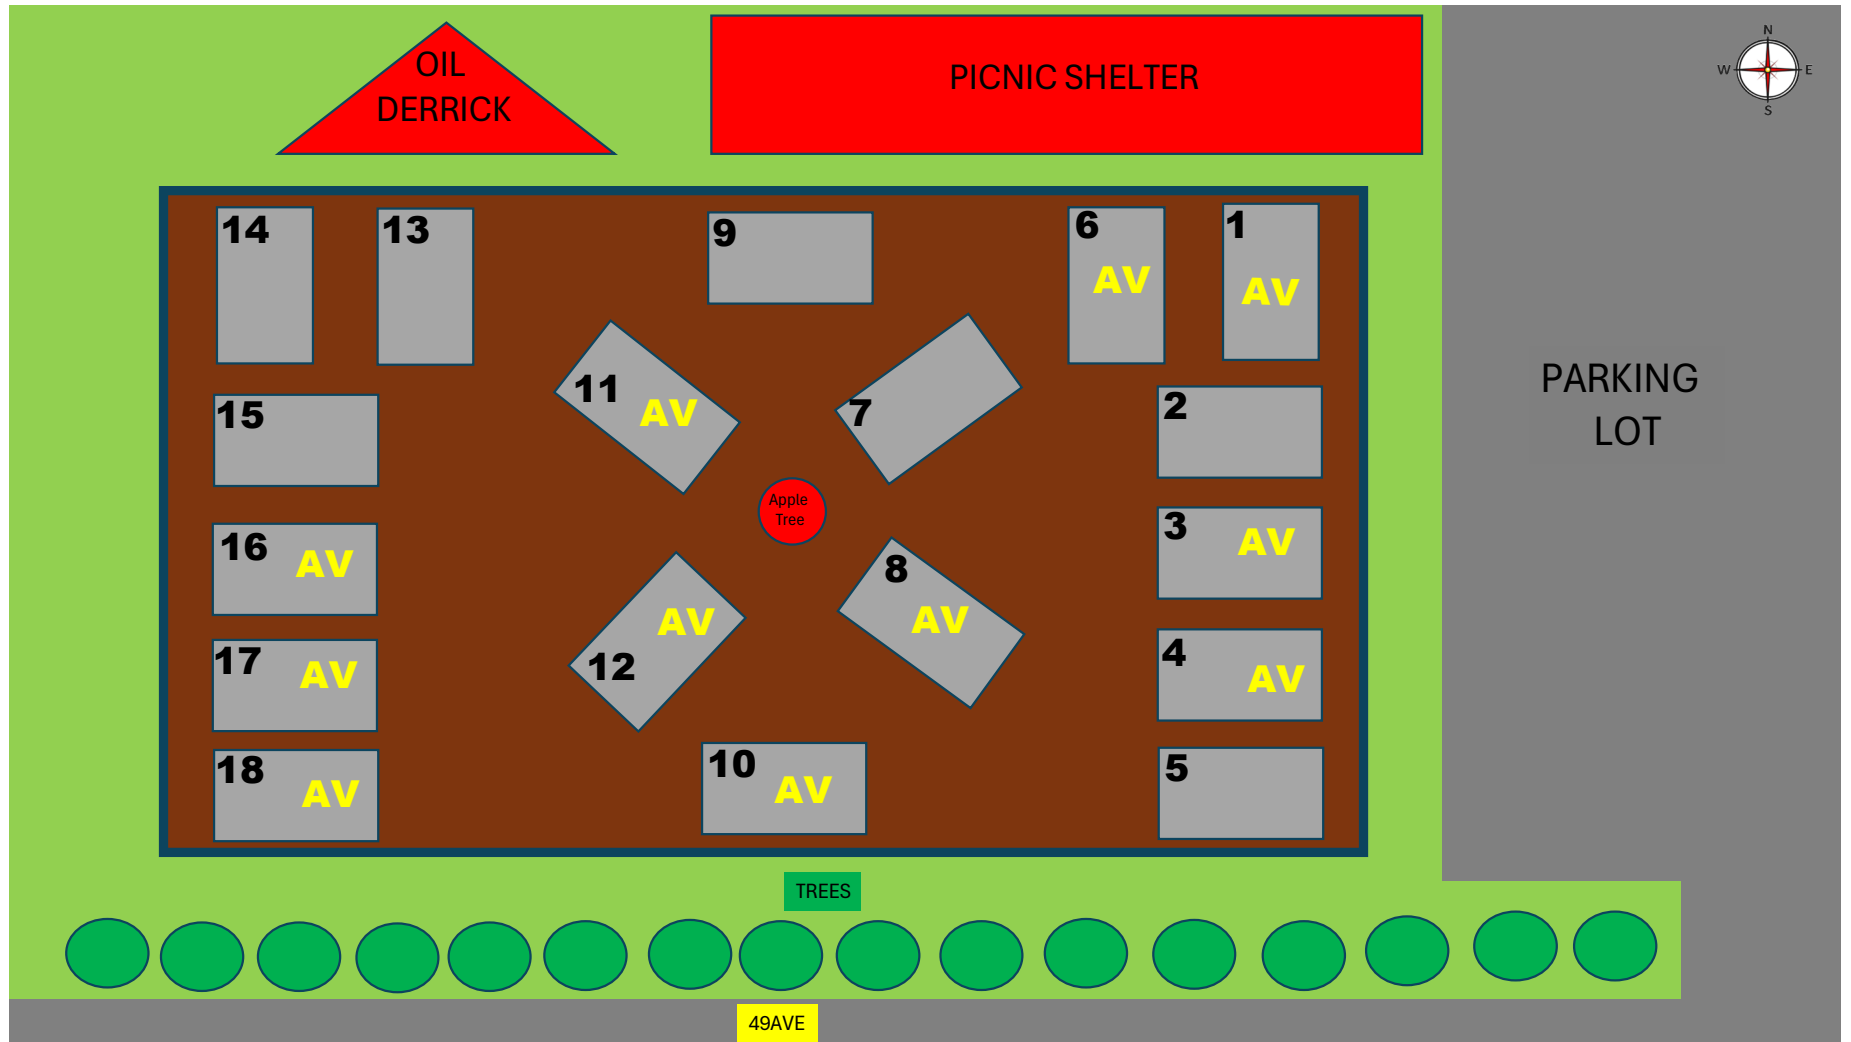 OIL
DERRICK
PICNIC SHELTER
N
W E
S
14
13
9
6
AV
1
AV
11
AV
7
15
2
PARKING
LOT
Apple
Tree
16
AV
3
AV
8
AV
12
AV
17
AV
4
AV
18
AV
10
AV
5
TREES
49AVE